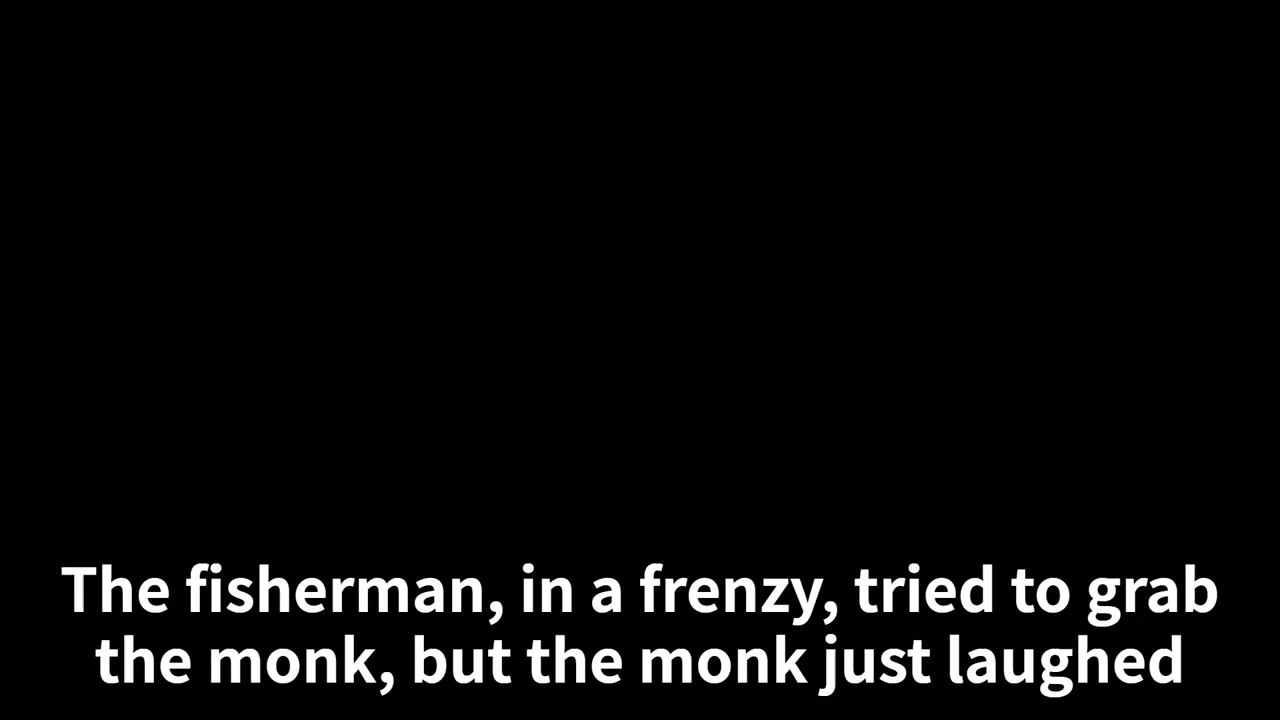 The fisherman, in a frenzy, tried to grab
the monk, but the monk just laughed